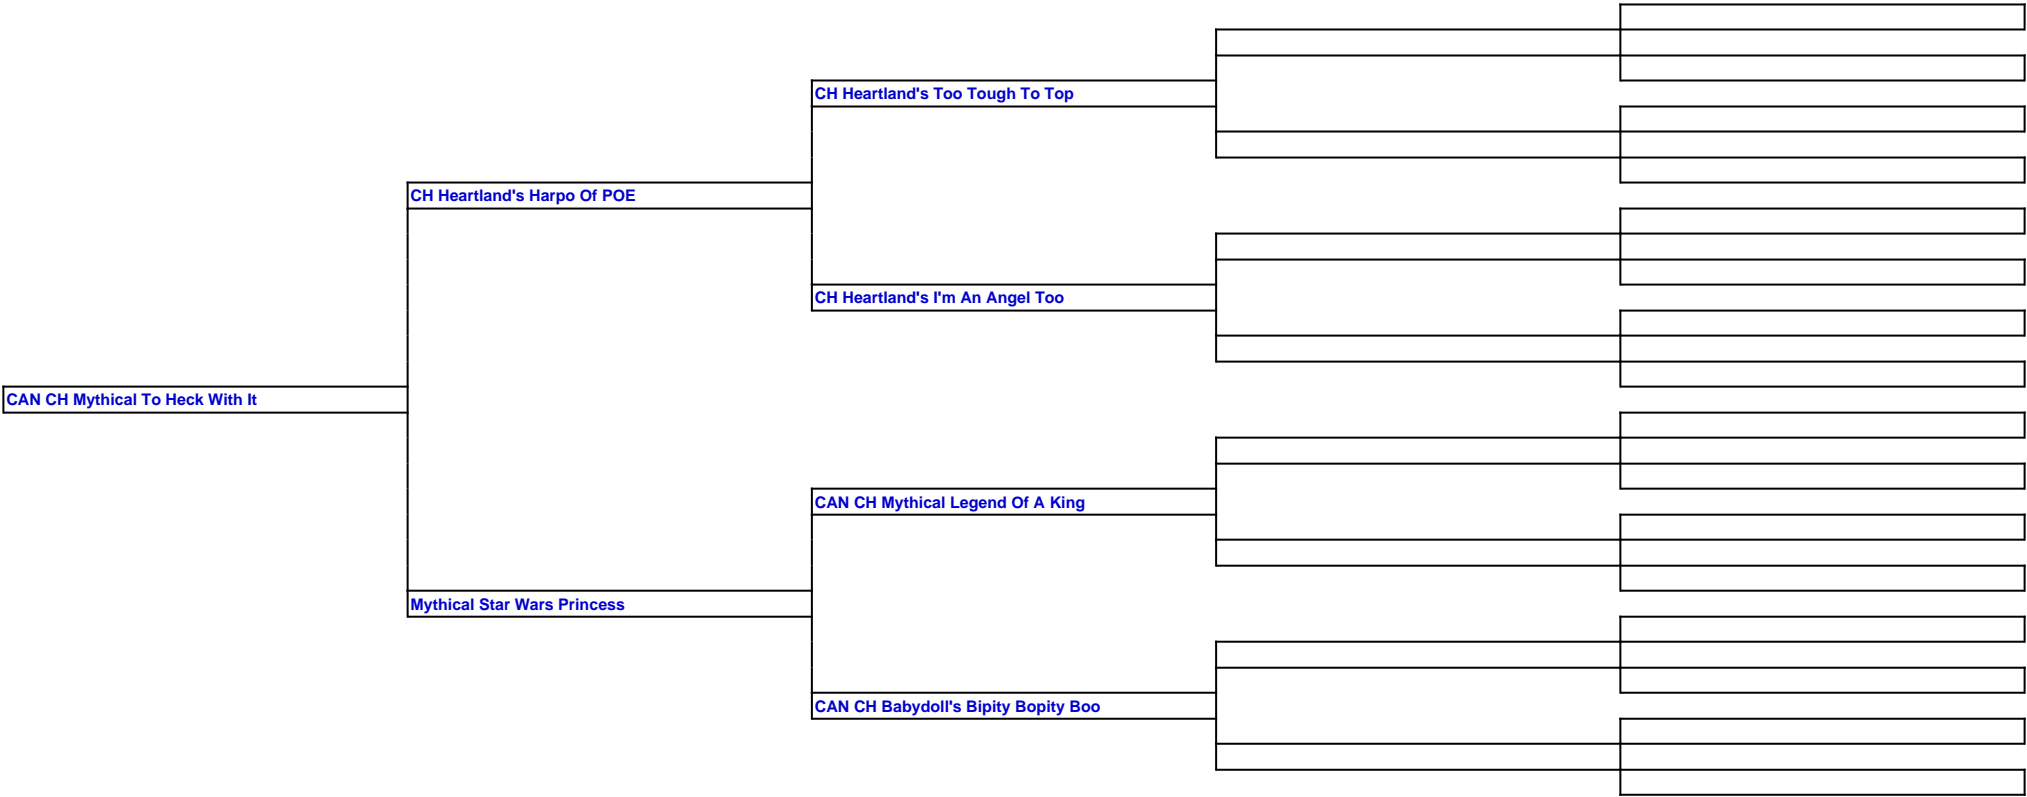 CH Heartland's Too Tough To Top
CH Heartland's Harpo Of POE
CH Heartland's I'm An Angel Too
CAN CH Mythical To Heck With It
CAN CH Mythical Legend Of A King
Mythical Star Wars Princess
CAN CH Babydoll's Bipity Bopity Boo